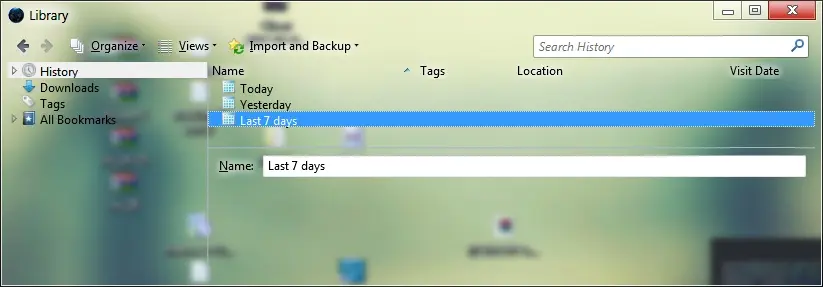 Library
Organize Views Import and Backup Search History
History
Downloads
Tags
All Bookmarks
Name Tags Location Visit Date
Today
Yesterday
Last 7 days
Name: Last 7 days